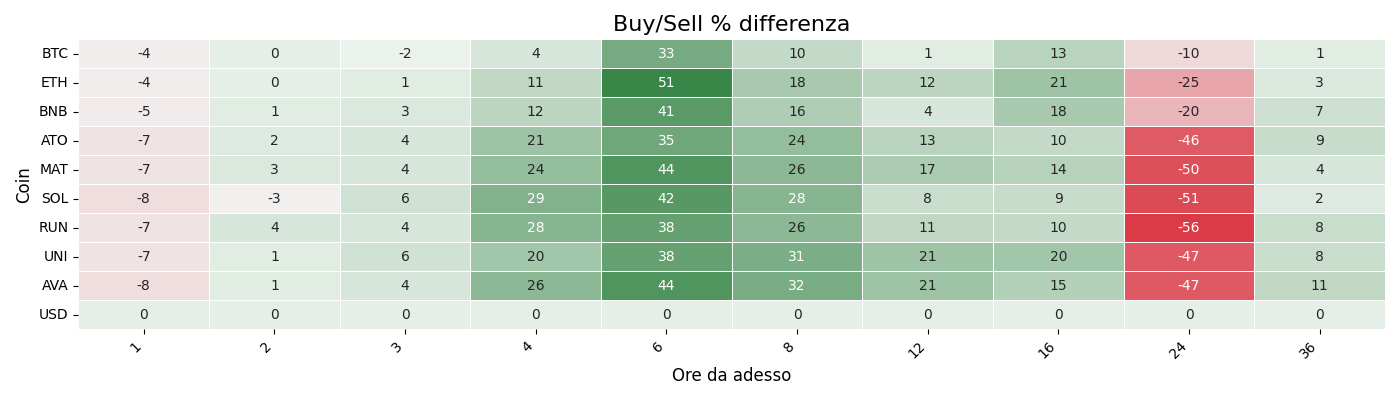 Buy/Sell % differenza
Coin
BTC -4 0 -2 4 33 10 1 13 -10 1
ETH -4 0 1 11 51 18 12 21 -25 3
BNB -5 1 3 12 41 16 4 18 -20 7
ATO -7 2 4 21 35 24 13 10 -46 9
MAT -7 3 4 24 44 26 17 14 -50 4
SOL -8 -3 6 29 42 28 8 9 -51 2
RUN -7 4 4 28 38 26 11 10 -56 8
UNI -7 1 6 20 38 31 21 20 -47 8
AVA -8 1 4 26 44 32 21 15 -47 11
USD 0 0 0 0 0 0 0 0 0 0
1 2 3 4 6 8 12 16 24 36
Ore da adesso